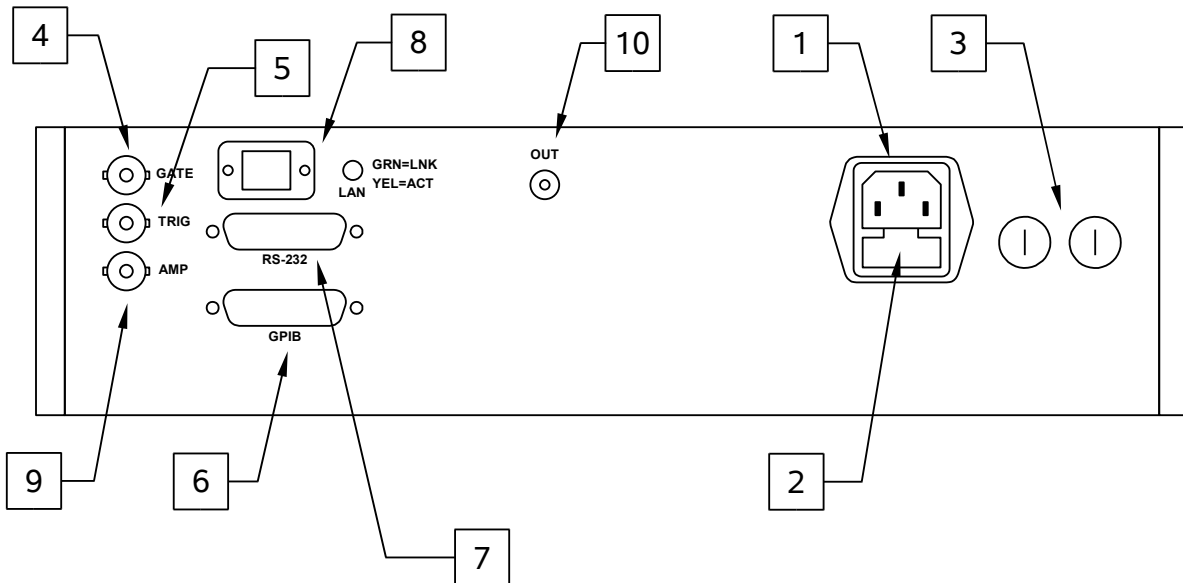 4
5
8
10
1
3
OUT
GATE
GRN=LNK
YEL=ACT
LAN
TRIG
RS-232
AMP
GPIB
9
6
2
7